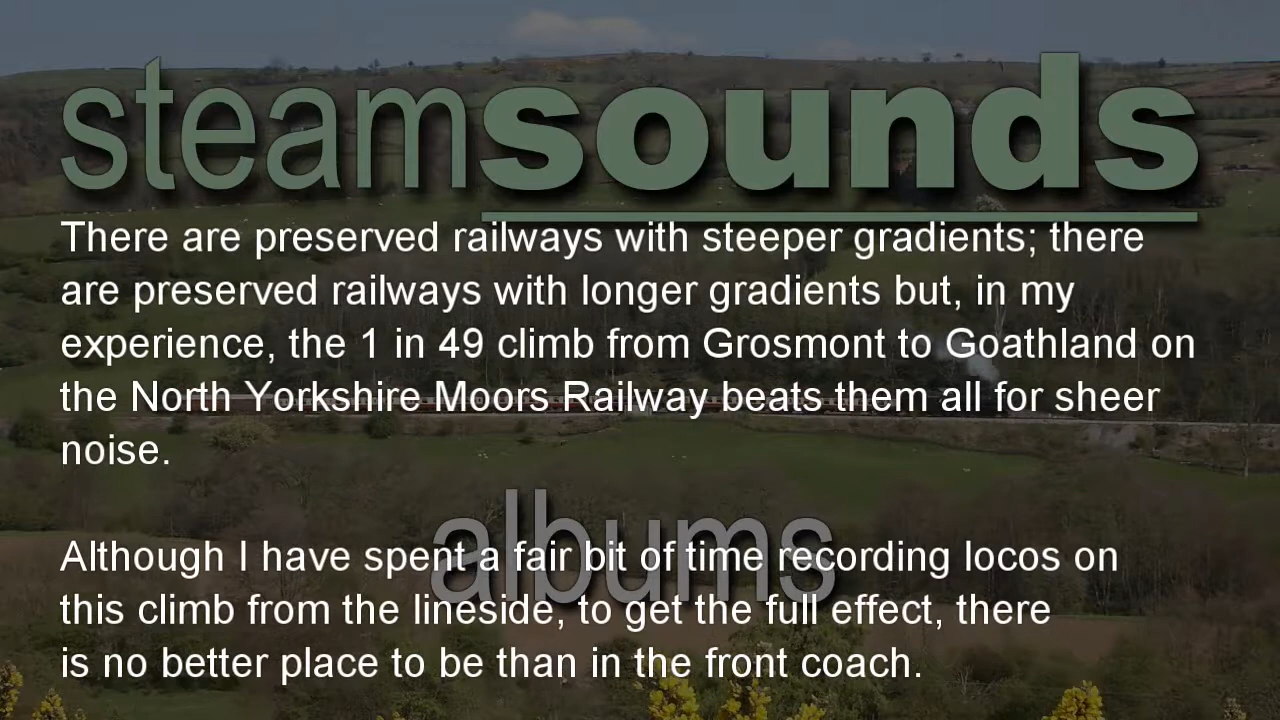 steamsounds
There are preserved railways with steeper gradients; there
are preserved railways with longer gradients but, in my
experience, the 1 in 49 climb from Grosmont to Goathland on
the North Yorkshire Moors Railway beats them all for sheer
noise.
albums
Although I have spent a fair bit of time recording locos on
this climb from the lineside, to get the full effect, there
is no better place to be than in the front coach.